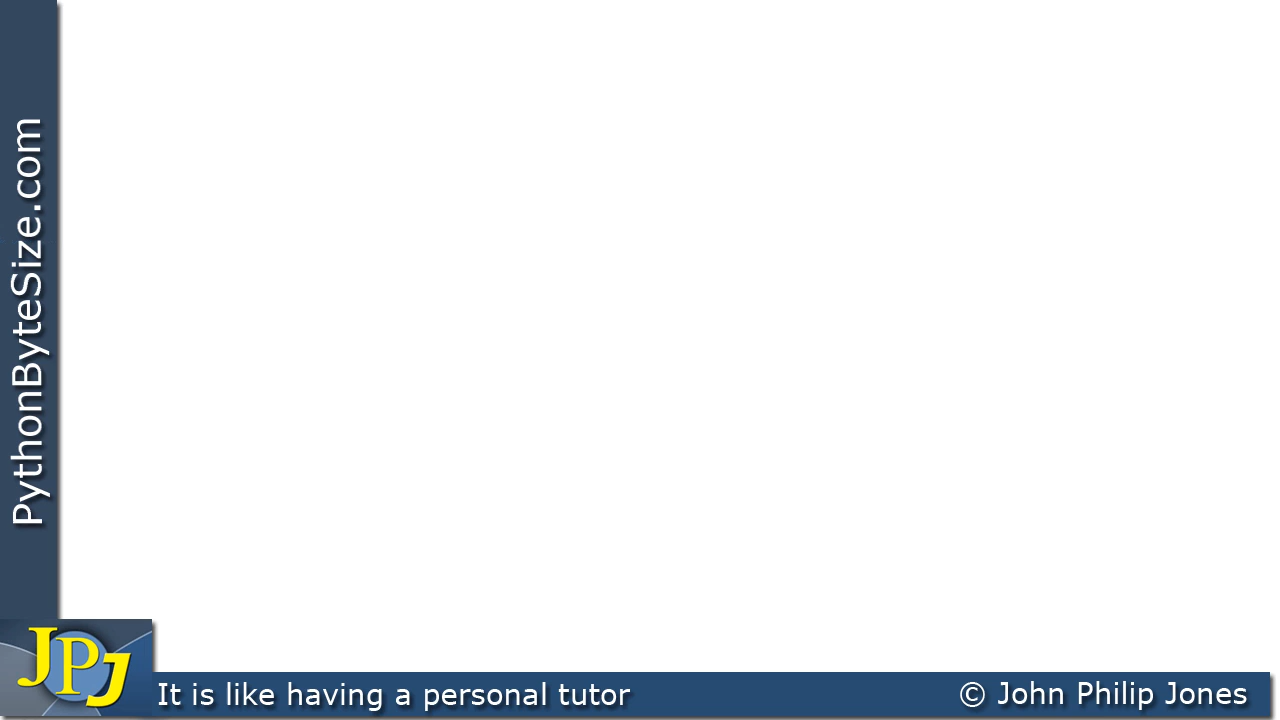 PythonByteSize.com
JPJ
It is like having a personal tutor
© John Philip Jones